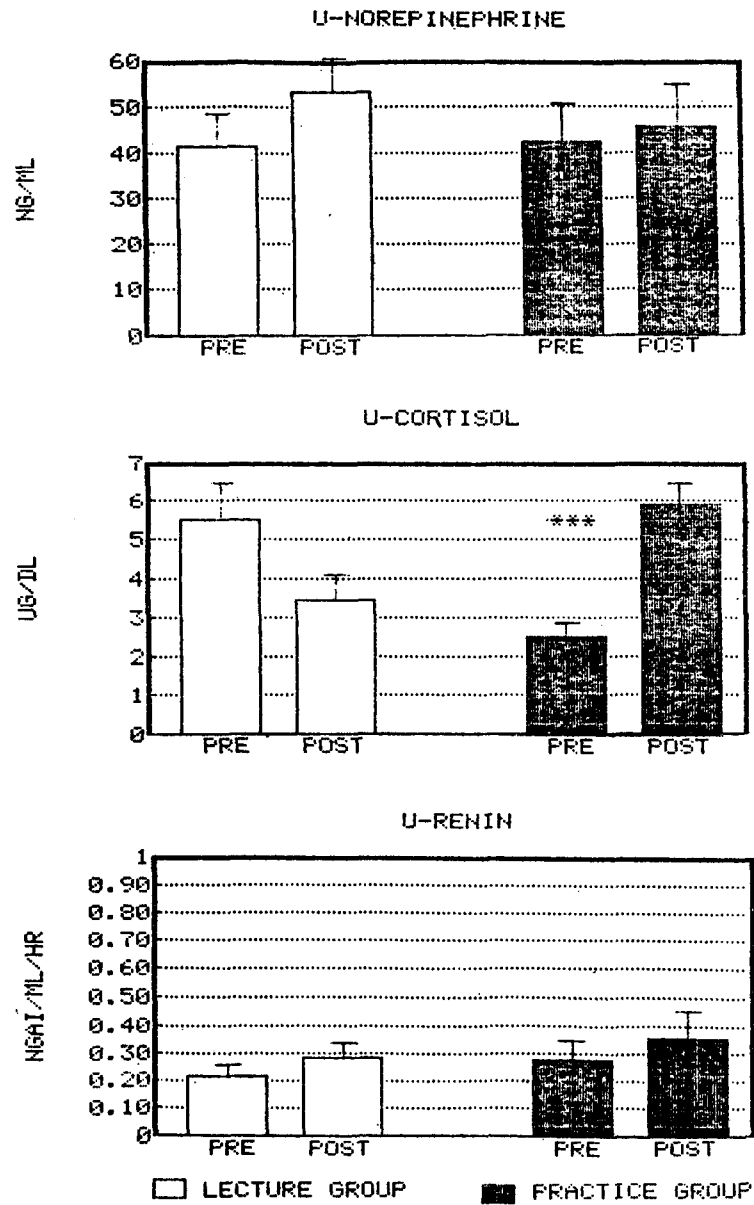 U-NOREPINEPHRINE
NG/ML
60
50
40
30
20
10
0
PRE POST PRE POST
U-CORTISOL
UG/DL
7
6
5
4
3
2
1
0
***
PRE POST PRE POST
U-RENIN
NGAI/ML/HR
1
0.90
0.80
0.70
0.60
0.50
0.40
0.30
0.20
0.10
0
PRE POST PRE POST
LECTURE GROUP PRACTICE GROUP